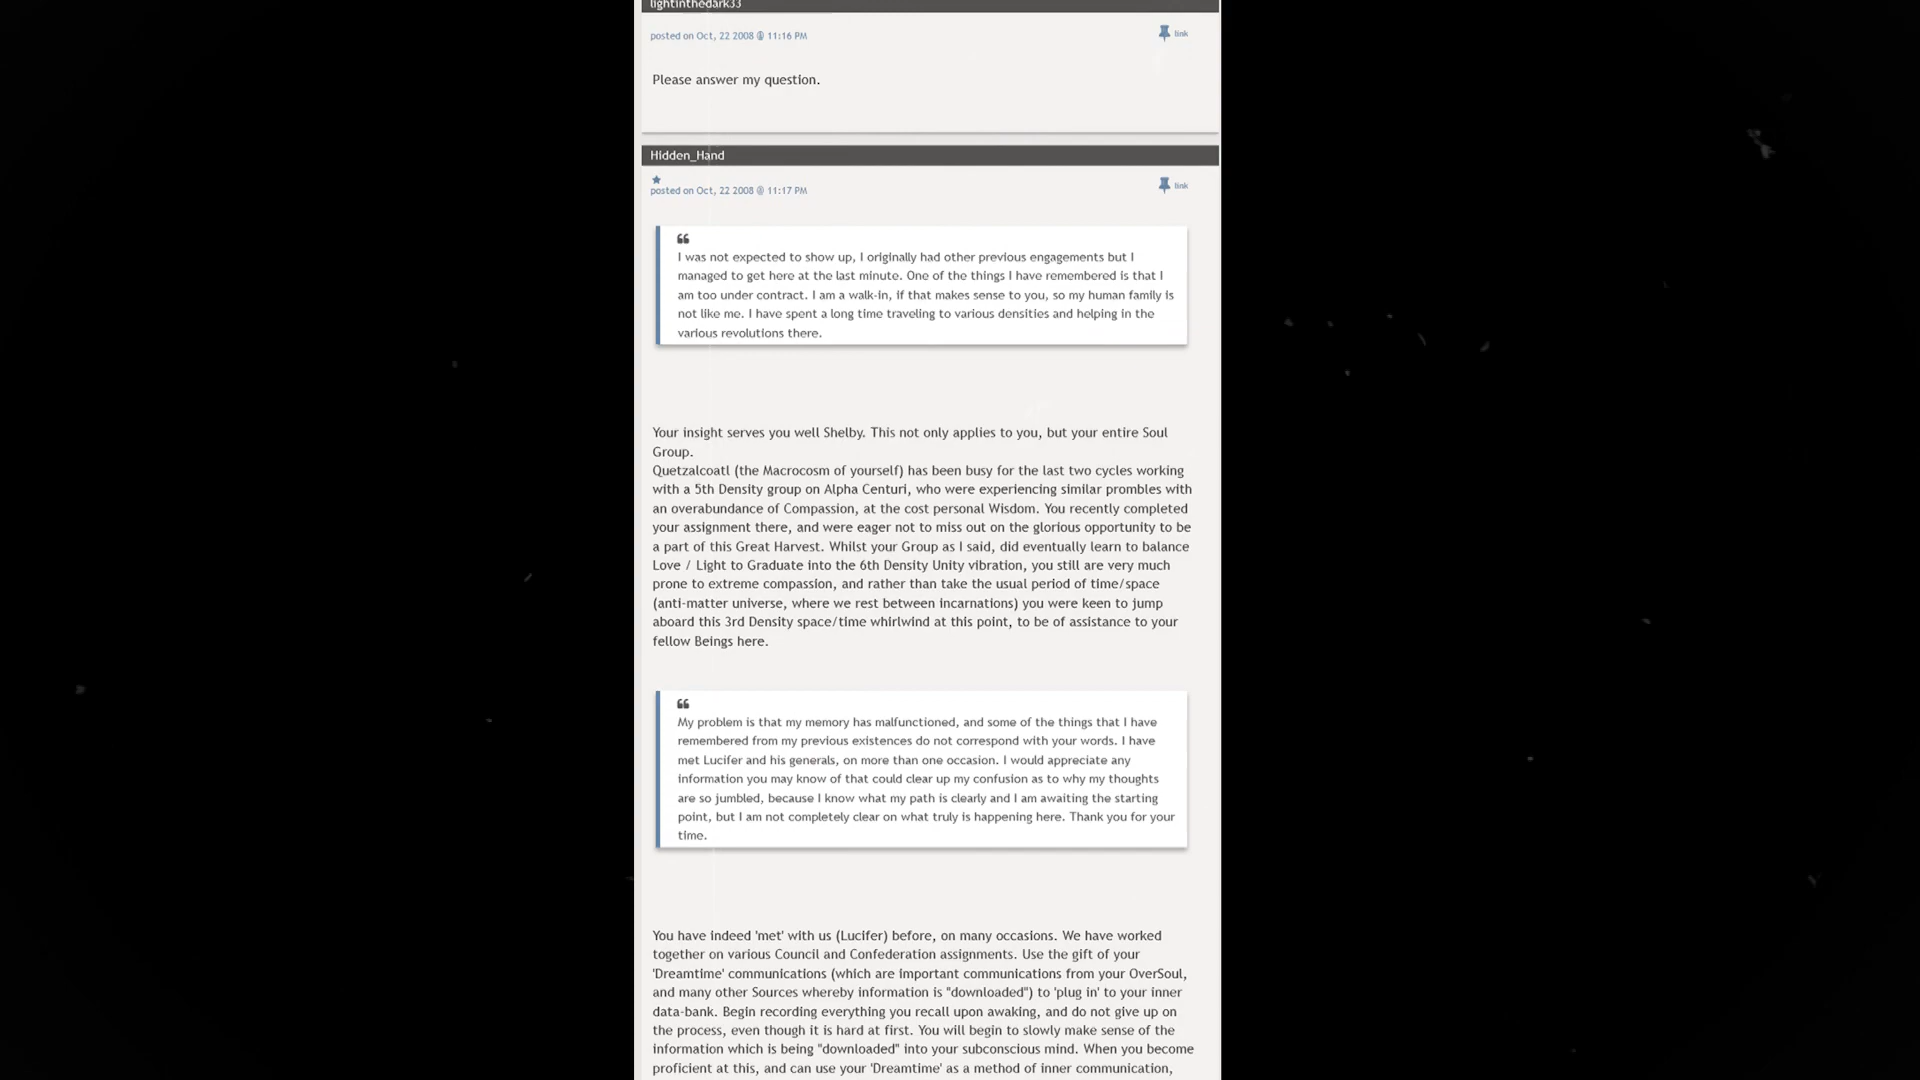 lightinthedark33
posted on Oct, 22 2008 @ 11:16 PM
link
Please answer my question.
Hidden_Hand
posted on Oct, 22 2008 @ 11:17 PM
link
I was not expected to show up, I originally had other previous engagements but I
managed to get here at the last minute. One of the things I have remembered is that I
am too under contract. I am a walk-in, if that makes sense to you, so my human family is
not like me. I have spent a long time traveling to various densities and helping in the
various revolutions there.
Your insight serves you well Shelby. This not only applies to you, but your entire Soul
Group.
Quetzalcoatl (the Macrocosm of yourself) has been busy for the last two cycles working
with a 5th Density group on Alpha Centuri, who were experiencing similar prombles with
an overabundance of Compassion, at the cost personal Wisdom. You recently completed
your assignment there, and were eager not to miss out on the glorious opportunity to be
a part of this Great Harvest. Whilst your Group as I said, did eventually learn to balance
Love / Light to Graduate into the 6th Density Unity vibration, you still are very much
prone to extreme compassion, and rather than take the usual period of time/space
(anti-matter universe, where we rest between incarnations) you were keen to jump
aboard this 3rd Density space/time whirlwind at this point, to be of assistance to your
fellow Beings here.
My problem is that my memory has malfunctioned, and some of the things that I have
remembered from my previous existences do not correspond with your words. I have
met Lucifer and his generals, on more than one occasion. I would appreciate any
information you may know of that could clear up my confusion as to why my thoughts
are so jumbled, because I know what my path is clearly and I am awaiting the starting
point, but I am not completely clear on what truly is happening here. Thank you for your
time.
You have indeed 'met' with us (Lucifer) before, on many occasions. We have worked
together on various Council and Confederation assignments. Use the gift of your
'Dreamtime' communications (which are important communications from your OverSoul,
and many other Sources whereby information is "downloaded") to 'plug in' to your inner
data-bank. Begin recording everything you recall upon awaking, and do not give up on
the process, even though it is hard at first. You will begin to slowly make sense of the
information which is being "downloaded" into your subconscious mind. When you become
proficient at this, and can use your 'Dreamtime' as a method of inner communication,